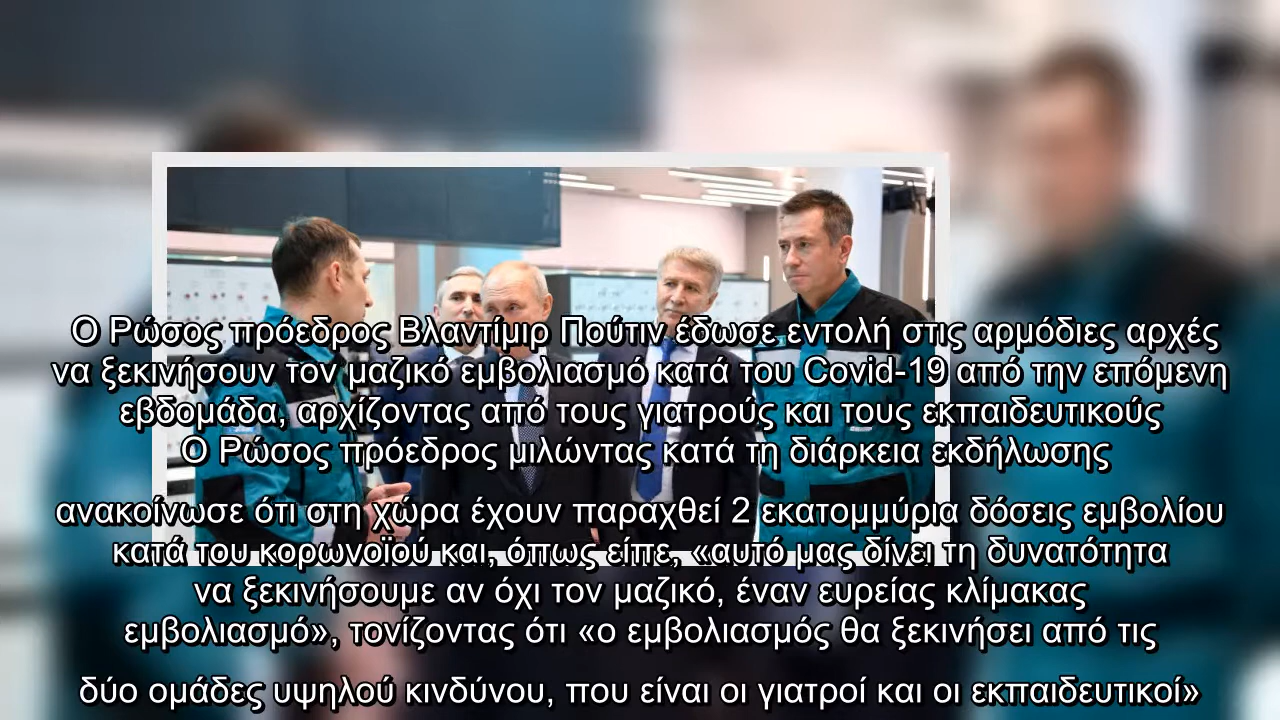 Ο Ρώσος πρόεδρος Βλαντίμιρ Πούτιν έδωσε εντολή στις αρμόδιες αρχές
να ξεκινήσουν τον μαζικό εμβολιασμό κατά του Covid-19 από την επόμενη
εβδομάδα, αρχίζοντας από τους γιατρούς και τους εκπαιδευτικούς
Ο Ρώσος πρόεδρος μιλώντας κατά τη διάρκεια εκδήλωσης
ανακοίνωσε ότι στη χώρα έχουν παραχθεί 2 εκατομμύρια δόσεις εμβολίου
κατά του κορωνοϊού και, όπως είπε, «αυτό μας δίνει τη δυνατότητα
να ξεκινήσουμε αν όχι τον μαζικό, έναν ευρείας κλίμακας
εμβολιασμό», τονίζοντας ότι «ο εμβολιασμός θα ξεκινήσει από τις
δύο ομάδες υψηλού κινδύνου, που είναι οι γιατροί και οι εκπαιδευτικοί»